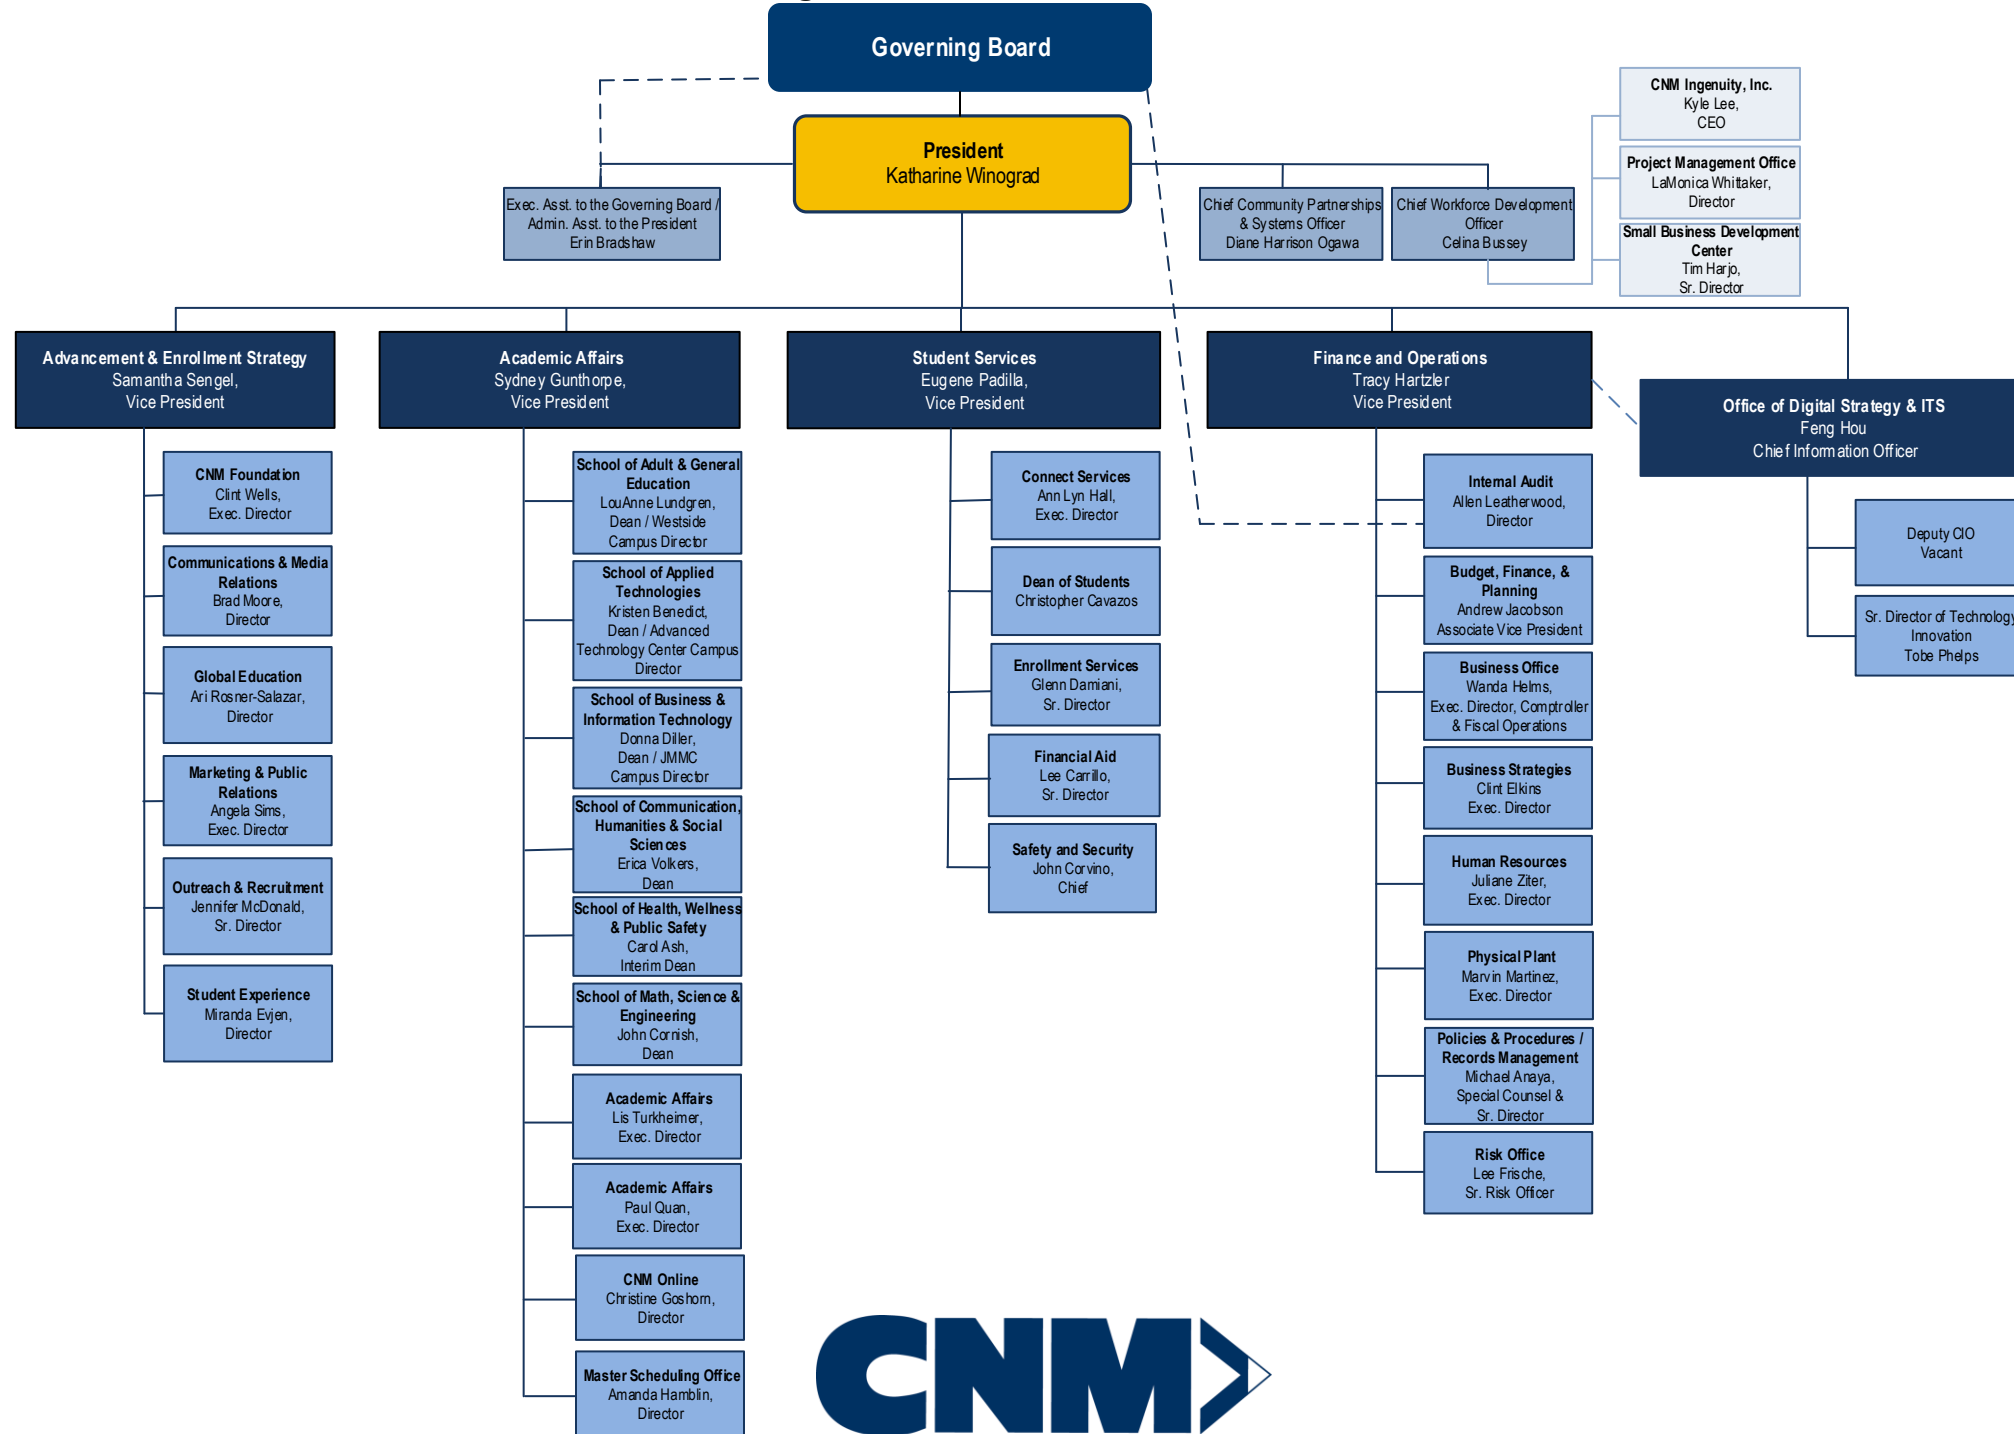 Governing Board
President
Katharine Winograd
Exec. Asst. to the Governing Board /
Admin. Asst. to the President
Erin Bradshaw
Chief Community Partnerships
& Systems Officer
Diane Harrison Ogawa
Chief Workforce Development
Officer
Celina Bussey
CNM Ingenuity, Inc.
Kyle Lee,
CEO
Project Management Office
LaMonica Whittaker,
Director
Small Business Development
Center
Tim Harjo,
Sr. Director
Advancement & Enrollment Strategy
Samantha Sengel,
Vice President
CNM Foundation
Clint Wells,
Exec. Director
Communications & Media
Relations
Brad Moore,
Director
Global Education
Ari Rosner-Salazar,
Director
Marketing & Public
Relations
Angela Sims,
Exec. Director
Outreach & Recruitment
Jennifer McDonald,
Sr. Director
Student Experience
Miranda Evjen,
Director
Academic Affairs
Sydney Gunthorpe,
Vice President
School of Adult & General
Education
LouAnne Lundgren,
Dean / Westside
Campus Director
School of Applied
Technologies
Kristen Benedict,
Dean / Advanced
Technology Center Campus
Director
School of Business &
Information Technology
Donna Diller,
Dean / JMMC
Campus Director
School of Communication,
Humanities & Social
Sciences
Erica Volkers,
Dean
School of Health, Wellness
& Public Safety
Carol Ash,
Interim Dean
School of Math, Science &
Engineering
John Cornish,
Dean
Academic Affairs
Lis Turkheimer,
Exec. Director
Academic Affairs
Paul Quan,
Exec. Director
CNM Online
Christine Goshorn,
Director
Master Scheduling Office
Amanda Hamblin,
Director
Student Services
Eugene Padilla,
Vice President
Connect Services
Ann Lyn Hall,
Exec. Director
Dean of Students
Christopher Cavazos
Enrollment Services
Glenn Damiani,
Sr. Director
Financial Aid
Lee Carrillo,
Sr. Director
Safety and Security
John Corvino,
Chief
Finance and Operations
Tracy Hartzler
Vice President
Internal Audit
Allen Leatherwood,
Director
Budget, Finance, &
Planning
Andrew Jacobson
Associate Vice President
Business Office
Wanda Helms,
Exec. Director, Comptroller
& Fiscal Operations
Business Strategies
Clint Elkins
Exec. Director
Human Resources
Juliane Ziter,
Exec. Director
Physical Plant
Marvin Martinez,
Exec. Director
Policies & Procedures /
Records Management
Michael Anaya,
Special Counsel &
Sr. Director
Risk Office
Lee Frische,
Sr. Risk Officer
Office of Digital Strategy & ITS
Feng Hou
Chief Information Officer
Deputy CIO
Vacant
Sr. Director of Technology
Innovation
Tobe Phelps
CNM